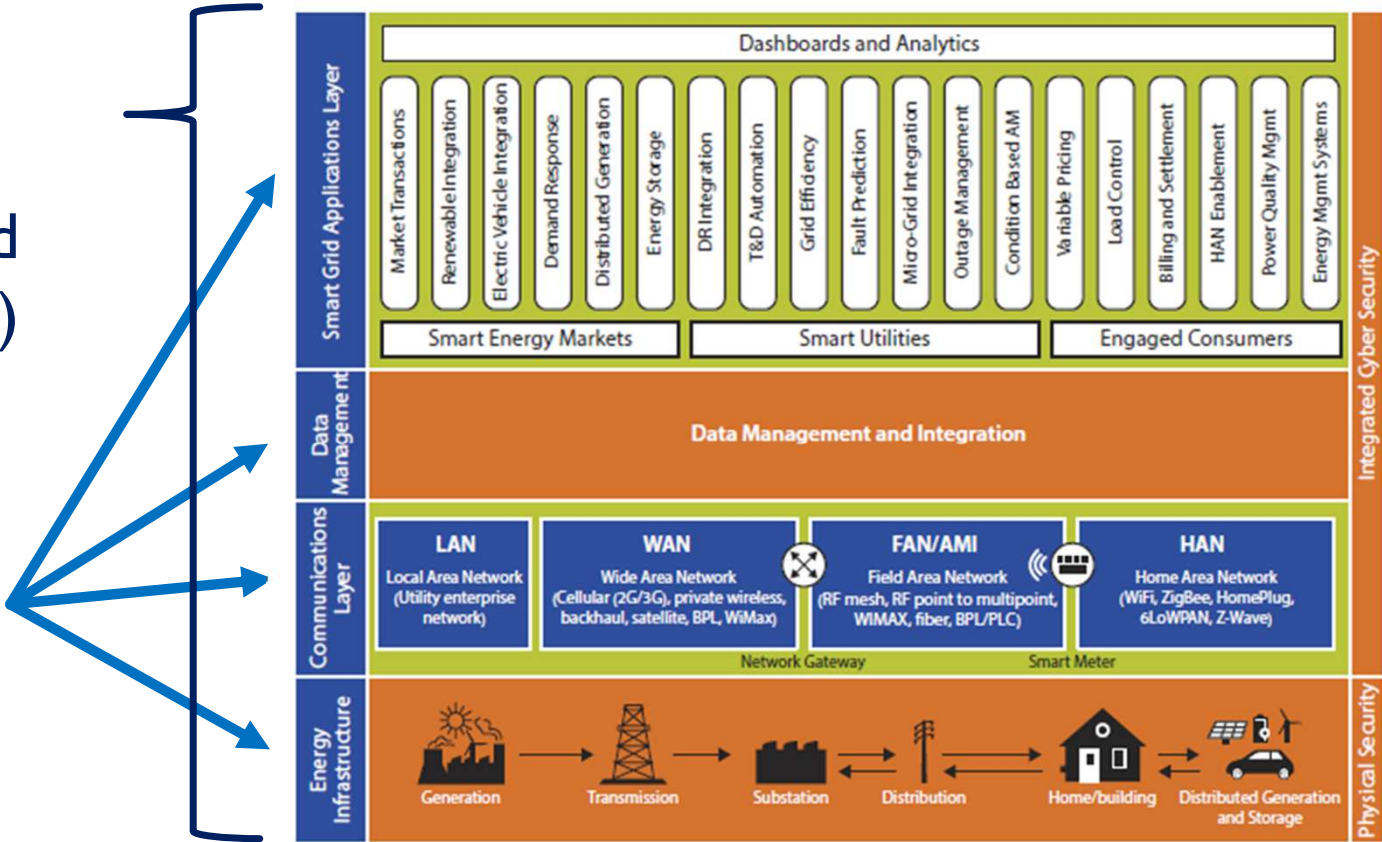 d
)
Smart Grid Applications Layer
Dashboards and Analytics
Market Transactions
Renewable Integration
Electric Vehicle Integration
Demand Response
Distributed Generation
Energy Storage
DR Integration
T&D Automation
Grid Efficiency
Fault Prediction
Micro-Grid Integration
Outage Management
Condition Based AM
Variable Pricing
Load Control
Billing and Settlement
HAN Enablement
Power Quality Mgmt
Energy Mgmt Systems
Smart Energy Markets
Smart Utilities
Engaged Consumers
Integrated Cyber Security
Data
Management
Data Management and Integration
Communications
Layer
LAN
Local Area Network
(Utility enterprise
network)
WAN
Wide Area Network
(Cellular (2G/3G), private wireless,
backhaul, satellite, BPL, WiMax)
FAN/AMI
Field Area Network
(RF mesh, RF point to multipoint,
WIMAX, fiber, BPL/PLC)
HAN
Home Area Network
(WiFi, ZigBee, HomePlug,
6LoWPAN, Z-Wave)
Network Gateway
Smart Meter
Energy
Infrastructure
Generation
Transmission
Substation
Distribution
Home/building
Distributed Generation
and Storage
Physical Security